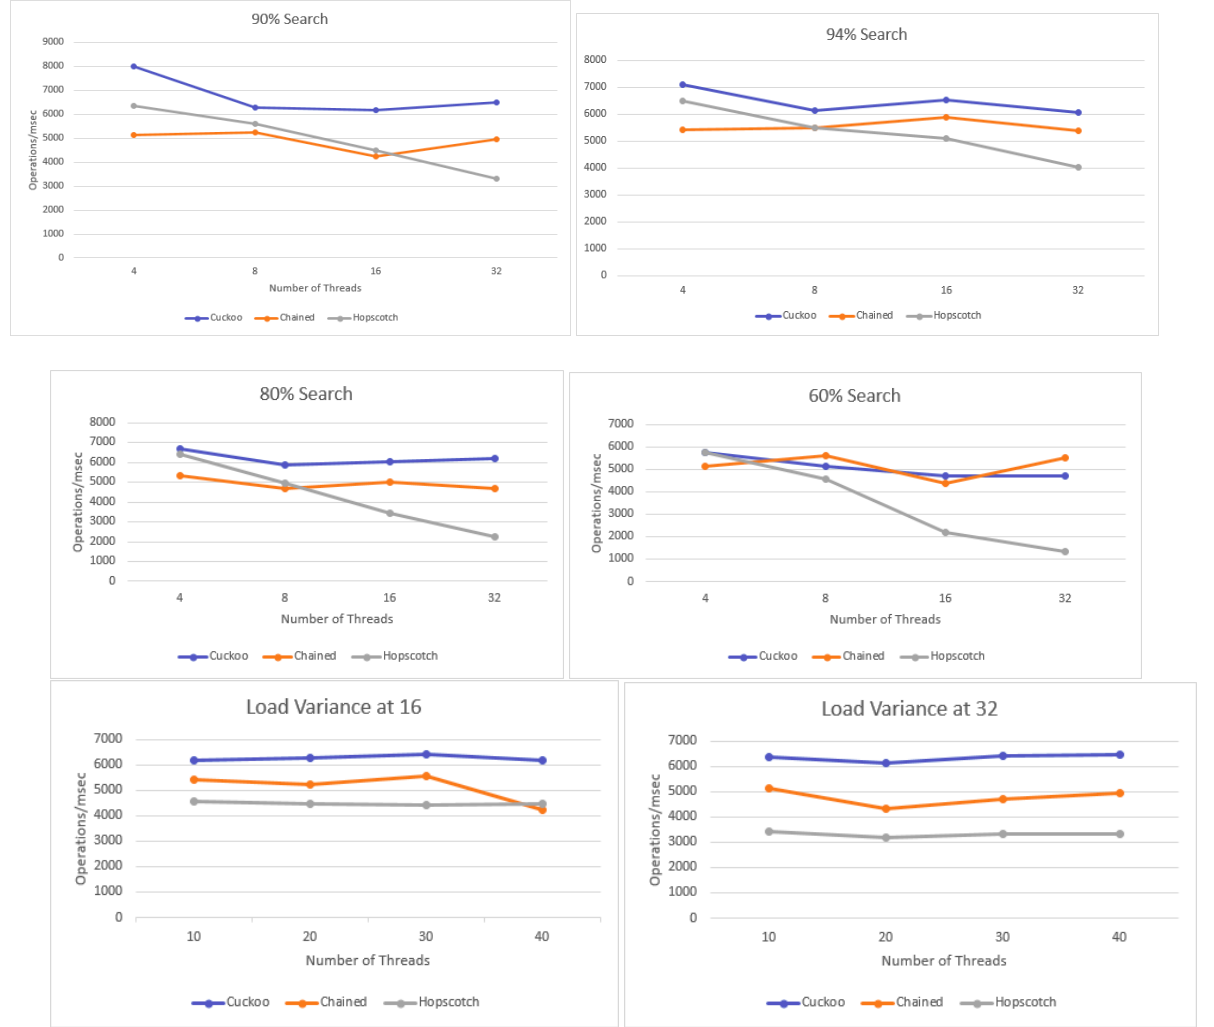 90% Search
9000
8000
7000
6000
5000
4000
3000
2000
1000
0
Operations/msec
4 8 16 32
Number of Threads
Cuckoo Chained Hopscotch
94% Search
8000
7000
6000
5000
4000
3000
2000
1000
0
4 8 16 32
Cuckoo Chained Hopscotch
80% Search
8000
7000
6000
5000
4000
3000
2000
1000
0
Operations/msec
4 8 16 32
Number of Threads
Cuckoo Chained Hopscotch
60% Search
7000
6000
5000
4000
3000
2000
1000
0
Operations/msec
4 8 16 32
Number of Threads
Cuckoo Chained Hopscotch
Load Variance at 16
7000
6000
5000
4000
3000
2000
1000
0
Operations/msec
10 20 30 40
Number of Threads
Cuckoo Chained Hopscotch
Load Variance at 32
7000
6000
5000
4000
3000
2000
1000
0
Operations/msec
10 20 30 40
Number of Threads
Cuckoo Chained Hopscotch